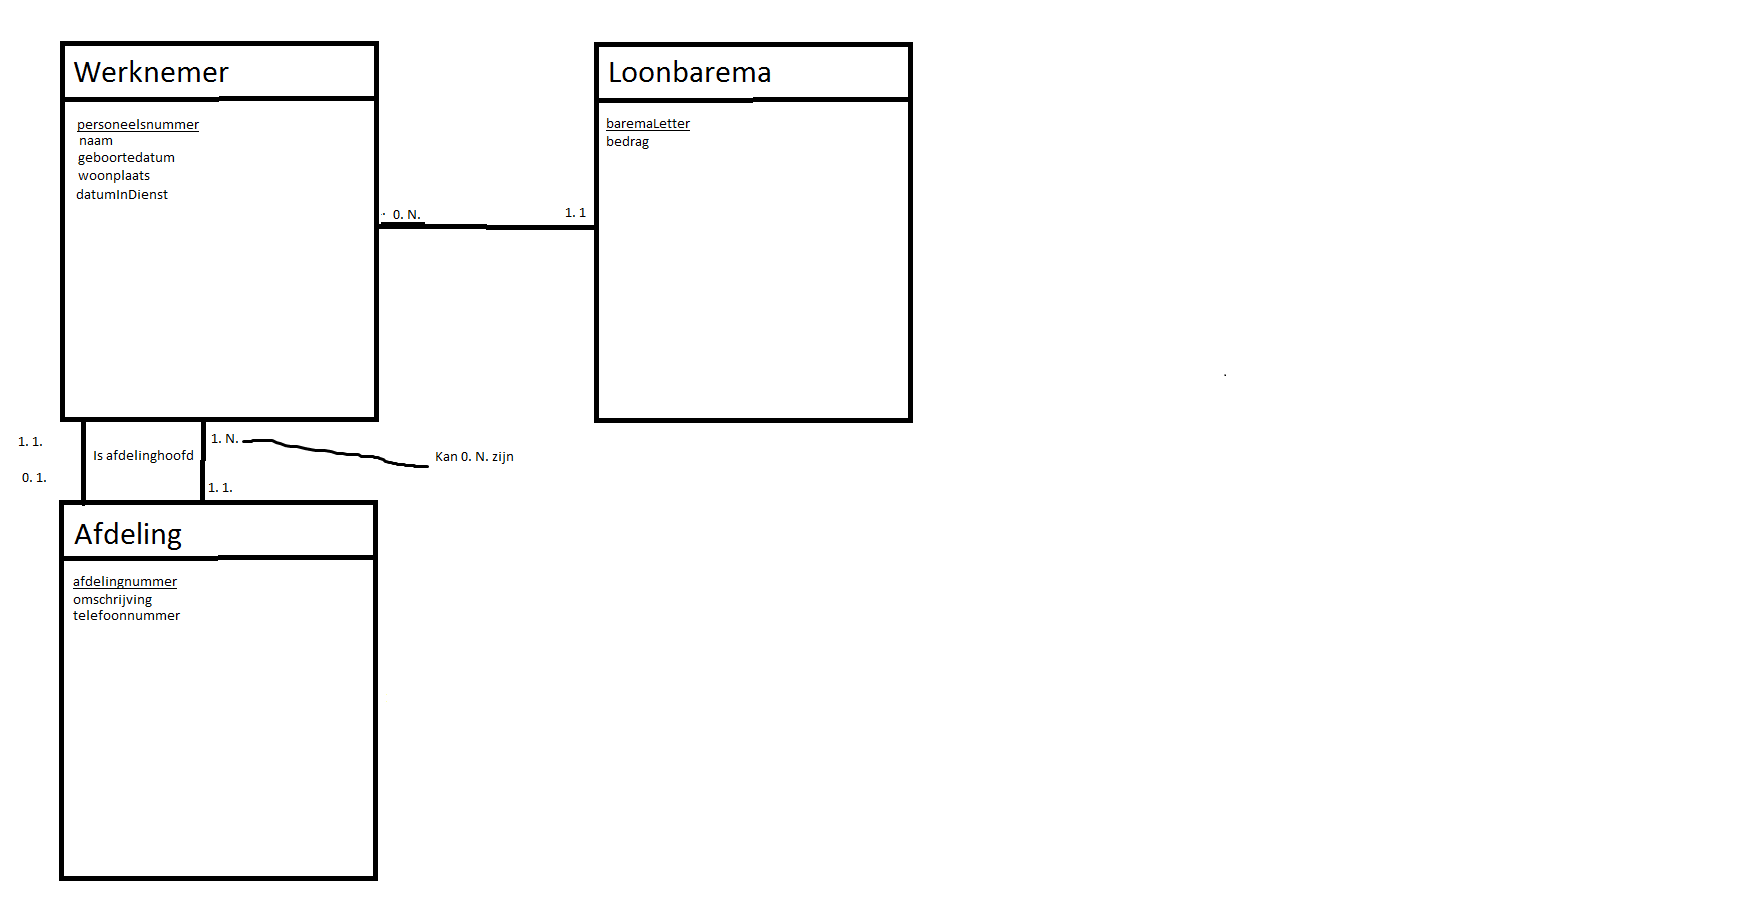 Werknemer
personeelsnummer
naam
geboortedatum
woonplaats
datumInDienst
Loonbarema
baremaLetter
bedrag
0. N.
1. 1
1. 1.
0. 1.
Is afdelinghoofd
1. N.
Kan 0. N. zijn
1. 1.
Afdeling
afdelingnummer
omschrijving
telefoonnummer